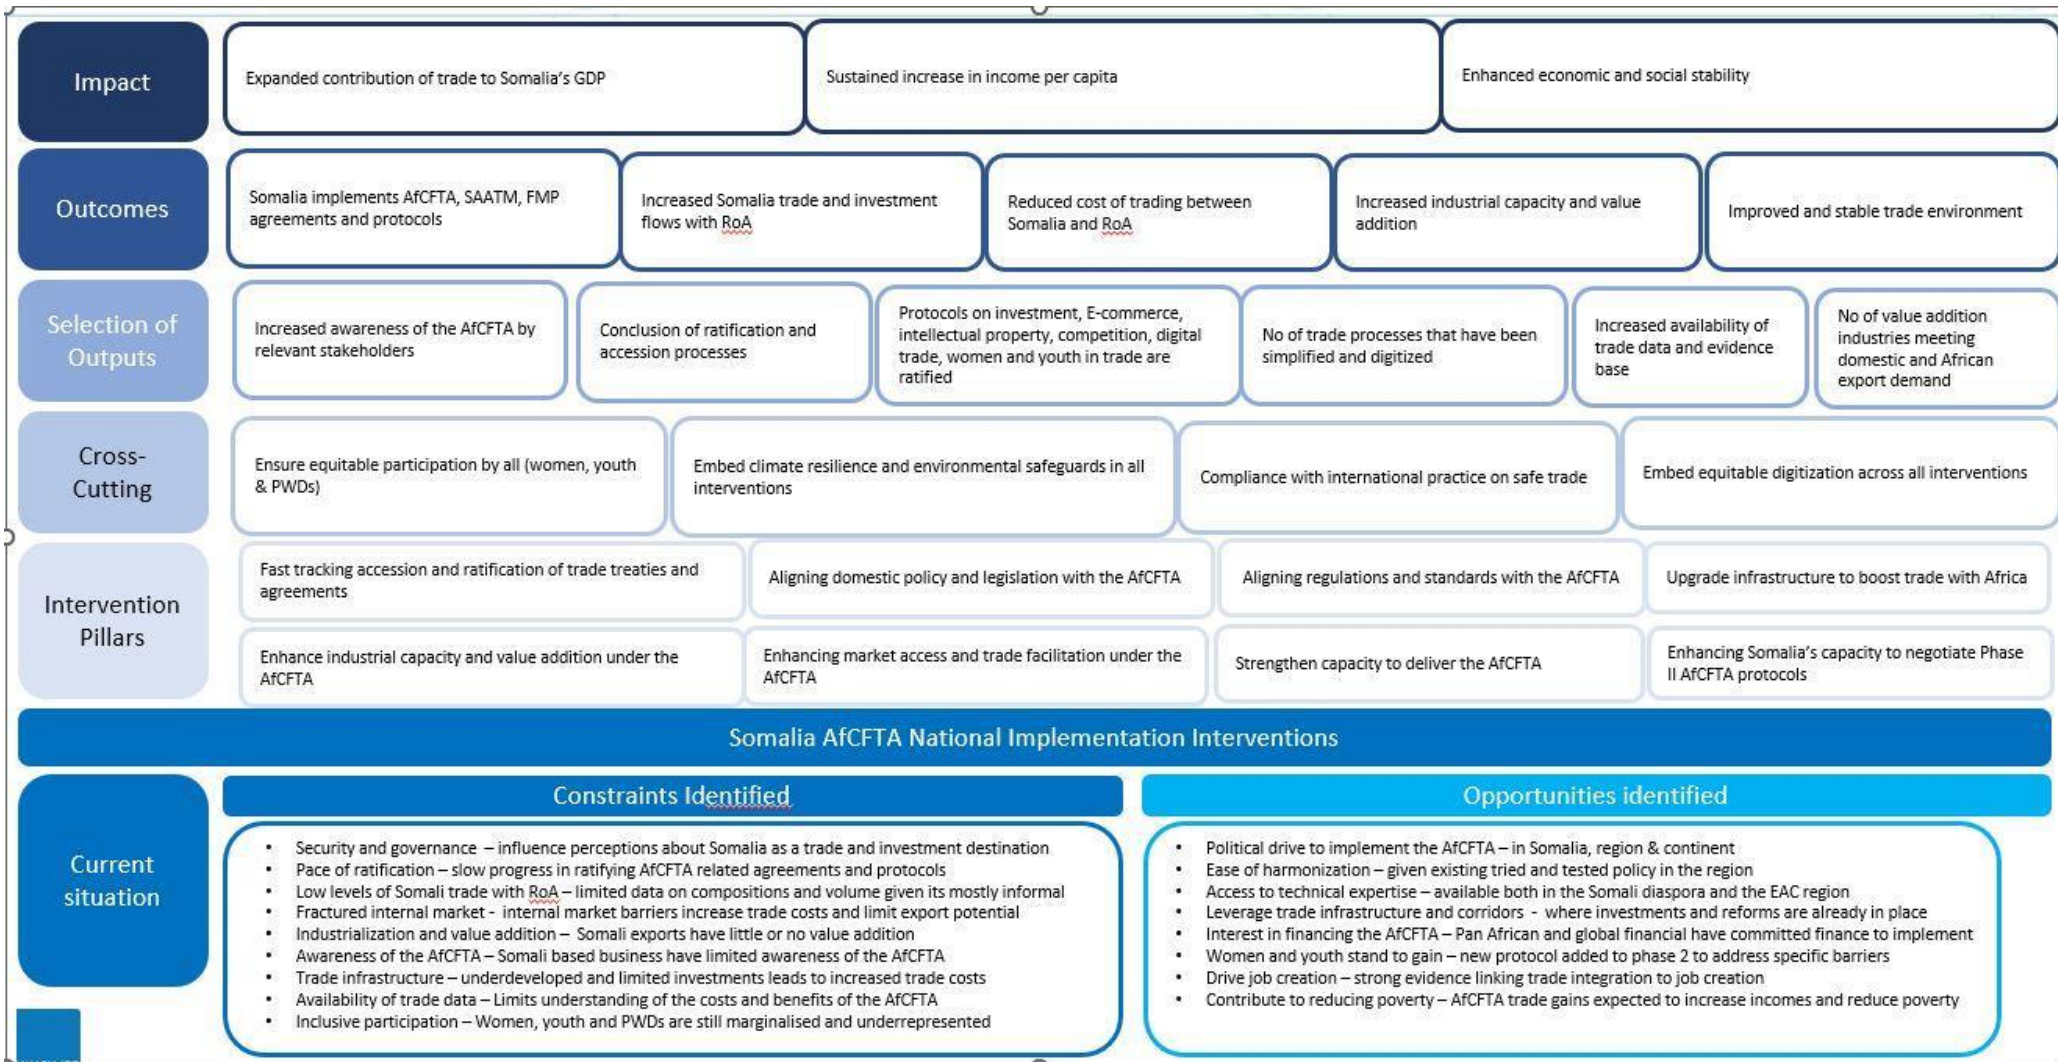 Impact
Expanded contribution of trade to Somalia's GDP
Sustained increase in income per capita
Enhanced economic and social stability
Outcomes
Somalia implements AfCFTA, SAATM, FMP
agreements and protocols
Increased Somalia trade and investment
flows with RoA
Reduced cost of trading between
Somalia and RoA
Increased industrial capacity and value
addition
Improved and stable trade environment
Selection of
Outputs
Increased awareness of the AfCFTA by
relevant stakeholders
Conclusion of ratification and
accession processes
Protocols on investment, E-commerce,
intellectual property, competition, digital
trade, women and youth in trade are
ratified
No of trade processes that have been
simplified and digitized
Increased availability of
trade data and evidence
base
No of value addition
industries meeting
domestic and African
export demand
Cross-
Cutting
Ensure equitable participation by all (women, youth
& PWDs)
Embed climate resilience and environmental safeguards in all
interventions
Compliance with international practice on safe trade
Embed equitable digitization across all interventions
Intervention
Pillars
Fast tracking accession and ratification of trade treaties and
agreements
Aligning domestic policy and legislation with the AfCFTA
Aligning regulations and standards with the AfCFTA
Upgrade infrastructure to boost trade with Africa
Enhance industrial capacity and value addition under the
AfCFTA
Enhancing market access and trade facilitation under the
AfCFTA
Strengthen capacity to deliver the AfCFTA
Enhancing Somalia's capacity to negotiate Phase
II AfCFTA protocols
Somalia AfCFTA National Implementation Interventions
Current
situation
Constraints Identified
• Security and governance – influence perceptions about Somalia as a trade and investment destination
• Pace of ratification – slow progress in ratifying AfCFTA related agreements and protocols
• Low levels of Somali trade with RoA – limited data on compositions and volume given its mostly informal
• Fractured internal market - internal market barriers increase trade costs and limit export potential
• Industrialization and value addition – Somali exports have little or no value addition
• Awareness of the AfCFTA – Somali based business have limited awareness of the AfCFTA
• Trade infrastructure – underdeveloped and limited investments leads to increased trade costs
• Availability of trade data – Limits understanding of the costs and benefits of the AfCFTA
• Inclusive participation – Women, youth and PWDs are still marginalised and underrepresented
Opportunities identified
• Political drive to implement the AfCFTA – in Somalia, region & continent
• Ease of harmonization – given existing tried and tested policy in the region
• Access to technical expertise – available both in the Somali diaspora and the EAC region
• Leverage trade infrastructure and corridors - where investments and reforms are already in place
• Interest in financing the AfCFTA – Pan African and global financial have committed finance to implement
• Women and youth stand to gain – new protocol added to phase 2 to address specific barriers
• Drive job creation – strong evidence linking trade integration to job creation
• Contribute to reducing poverty – AfCFTA trade gains expected to increase incomes and reduce poverty